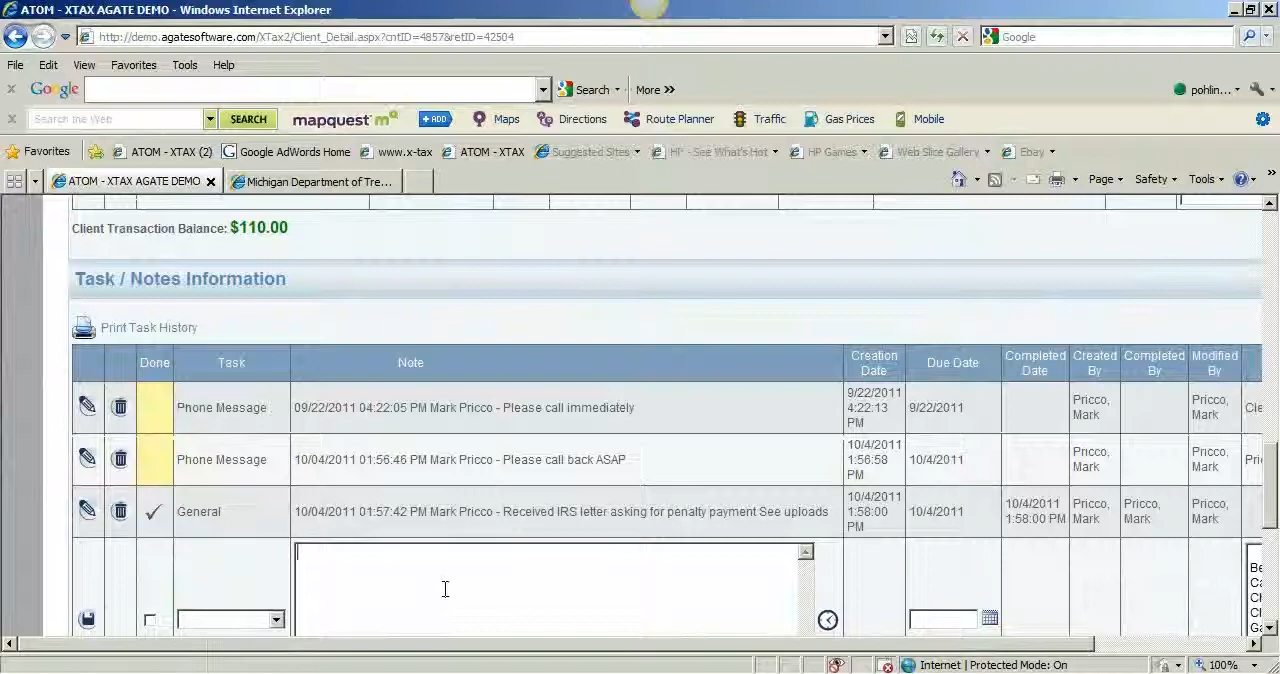 ATOM - XTAX AGATE DEMO - Windows Internet Explorer
http://demo.agatesoftware.com/XTax2/Client_Detail.aspx?cntID=4857&retID=42504
Google
File Edit View Favorites Tools Help
x Google Search More »
x Search the Web SEARCH mapquest m + ADD Maps Directions Route Planner Traffic Gas Prices Mobile
pohlin...
Favorites ATOM - XTAX (2) Google AdWords Home www.x-tax ATOM - XTAX Suggested Sites HP - See What's Hot HP Games Web Slice Gallery Ebay
ATOM - XTAX AGATE DEMO Michigan Department of Tre... Page Safety Tools »
Client Transaction Balance: $110.00
Task / Notes Information
Print Task History
Done Task Note Creation Date Due Date Completed Date Created By Completed By Modified By
Phone Message 09/22/2011 04:22:05 PM Mark Pricco - Please call immediately 9/22/2011 4:22:13 PM 9/22/2011 Pricco, Mark Pricco, Mark Clie
Phone Message 10/04/2011 01:56:46 PM Mark Pricco - Please call back ASAP 10/4/2011 1:56:58 PM 10/4/2011 Pricco, Mark Pricco, Mark Pri
General 10/04/2011 01:57:42 PM Mark Pricco - Received IRS letter asking for penalty payment See uploads 10/4/2011 1:58:00 PM 10/4/2011 10/4/2011 1:58:00 PM Pricco, Mark Pricco, Mark Pricco, Mark
Be
Ca
Ch
Cl
Ga
Internet | Protected Mode: On 100%